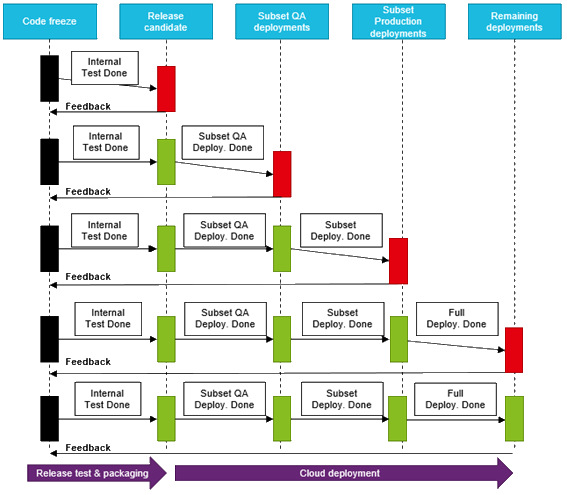 Code freeze
Release
candidate
Subset QA
deployments
Subset
Production
deployments
Remaining
deployments
Internal
Test Done
Feedback
Internal
Test Done
Subset QA
Deploy. Done
Feedback
Internal
Test Done
Subset QA
Deploy. Done
Subset
Deploy. Done
Feedback
Internal
Test Done
Subset QA
Deploy. Done
Subset
Deploy. Done
Full
Deploy. Done
Feedback
Internal
Test Done
Subset QA
Deploy. Done
Subset
Deploy. Done
Full
Deploy. Done
Feedback
Release test & packaging
Cloud deployment